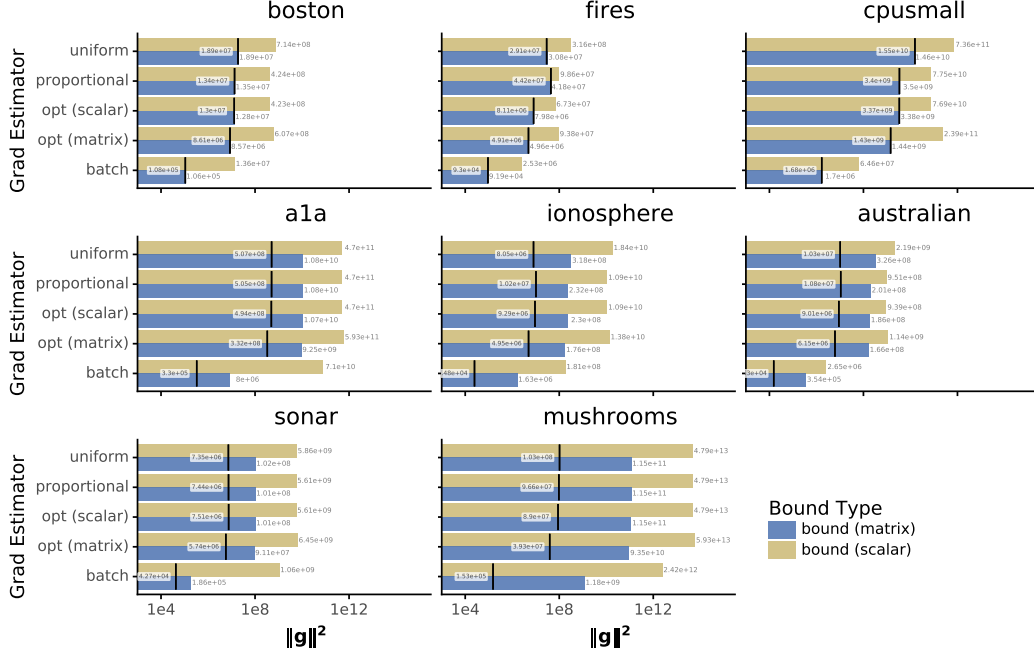 boston
fires
cpusmall
Grad Estimator
uniform
1.89e+07
7.14e+08
1.89e+07
2.91e+07
3.16e+08
3.08e+07
1.55e+10
7.36e+11
1.46e+10
proportional
1.34e+07
4.24e+08
1.35e+07
4.42e+07
9.86e+07
4.18e+07
3.4e+09
7.75e+10
3.5e+09
opt (scalar)
1.3e+07
4.23e+08
1.28e+07
8.11e+06
6.73e+07
7.98e+06
3.37e+09
7.69e+10
3.38e+09
opt (matrix)
8.61e+06
6.07e+08
8.57e+06
4.91e+06
9.38e+07
4.96e+06
1.43e+09
2.39e+11
1.44e+09
batch
1.08e+05
1.36e+07
1.06e+05
9.3e+04
2.53e+06
9.19e+04
1.68e+06
6.46e+07
1.7e+06
a1a
ionosphere
australian
Grad Estimator
uniform
5.07e+08
4.7e+11
1.08e+10
8.05e+06
1.84e+10
3.18e+08
1.03e+07
2.19e+09
3.26e+08
proportional
5.05e+08
4.7e+11
1.08e+10
1.02e+07
1.09e+10
2.32e+08
1.08e+07
9.51e+08
2.01e+08
opt (scalar)
4.94e+08
4.7e+11
1.07e+10
9.29e+06
1.09e+10
2.3e+08
9.01e+06
9.39e+08
1.86e+08
opt (matrix)
3.32e+08
5.93e+11
9.25e+09
4.95e+06
1.38e+10
1.76e+08
6.15e+06
1.14e+09
1.66e+08
batch
3.3e+05
7.1e+10
8e+06
.48e+04
1.81e+08
1.63e+06
3e+04
2.65e+06
3.54e+05
sonar
mushrooms
Grad Estimator
uniform
7.35e+06
5.86e+09
1.02e+08
1.03e+08
4.79e+13
1.15e+11
proportional
7.44e+06
5.61e+09
1.01e+08
9.66e+07
4.79e+13
1.15e+11
opt (scalar)
7.51e+06
5.61e+09
1.01e+08
8.9e+07
4.79e+13
1.15e+11
opt (matrix)
5.74e+06
6.45e+09
9.11e+07
3.93e+07
5.93e+13
9.35e+10
batch
4.27e+04
1.06e+09
1.86e+05
1.53e+05
2.42e+12
1.18e+09
1e4 1e8 1e12
1e4 1e8 1e12
‖g‖²
‖g‖²
Bound Type
bound (matrix)
bound (scalar)